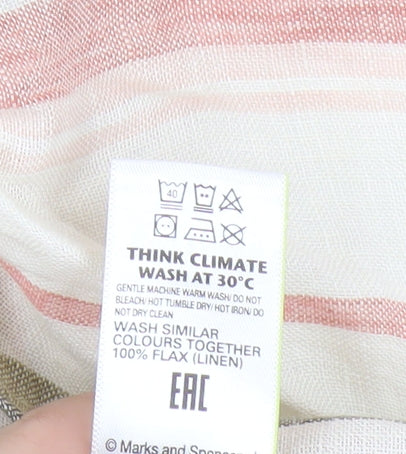 40
THINK CLIMATE
WASH AT 30°C
GENTLE MACHINE WARM WASH/ DO NOT
BLEACH/ HOT TUMBLE DRY/ HOT IRON/ DO
NOT DRY CLEAN
WASH SIMILAR
COLOURS TOGETHER
100% FLAX (LINEN)
EAC
© Marks and Spencer